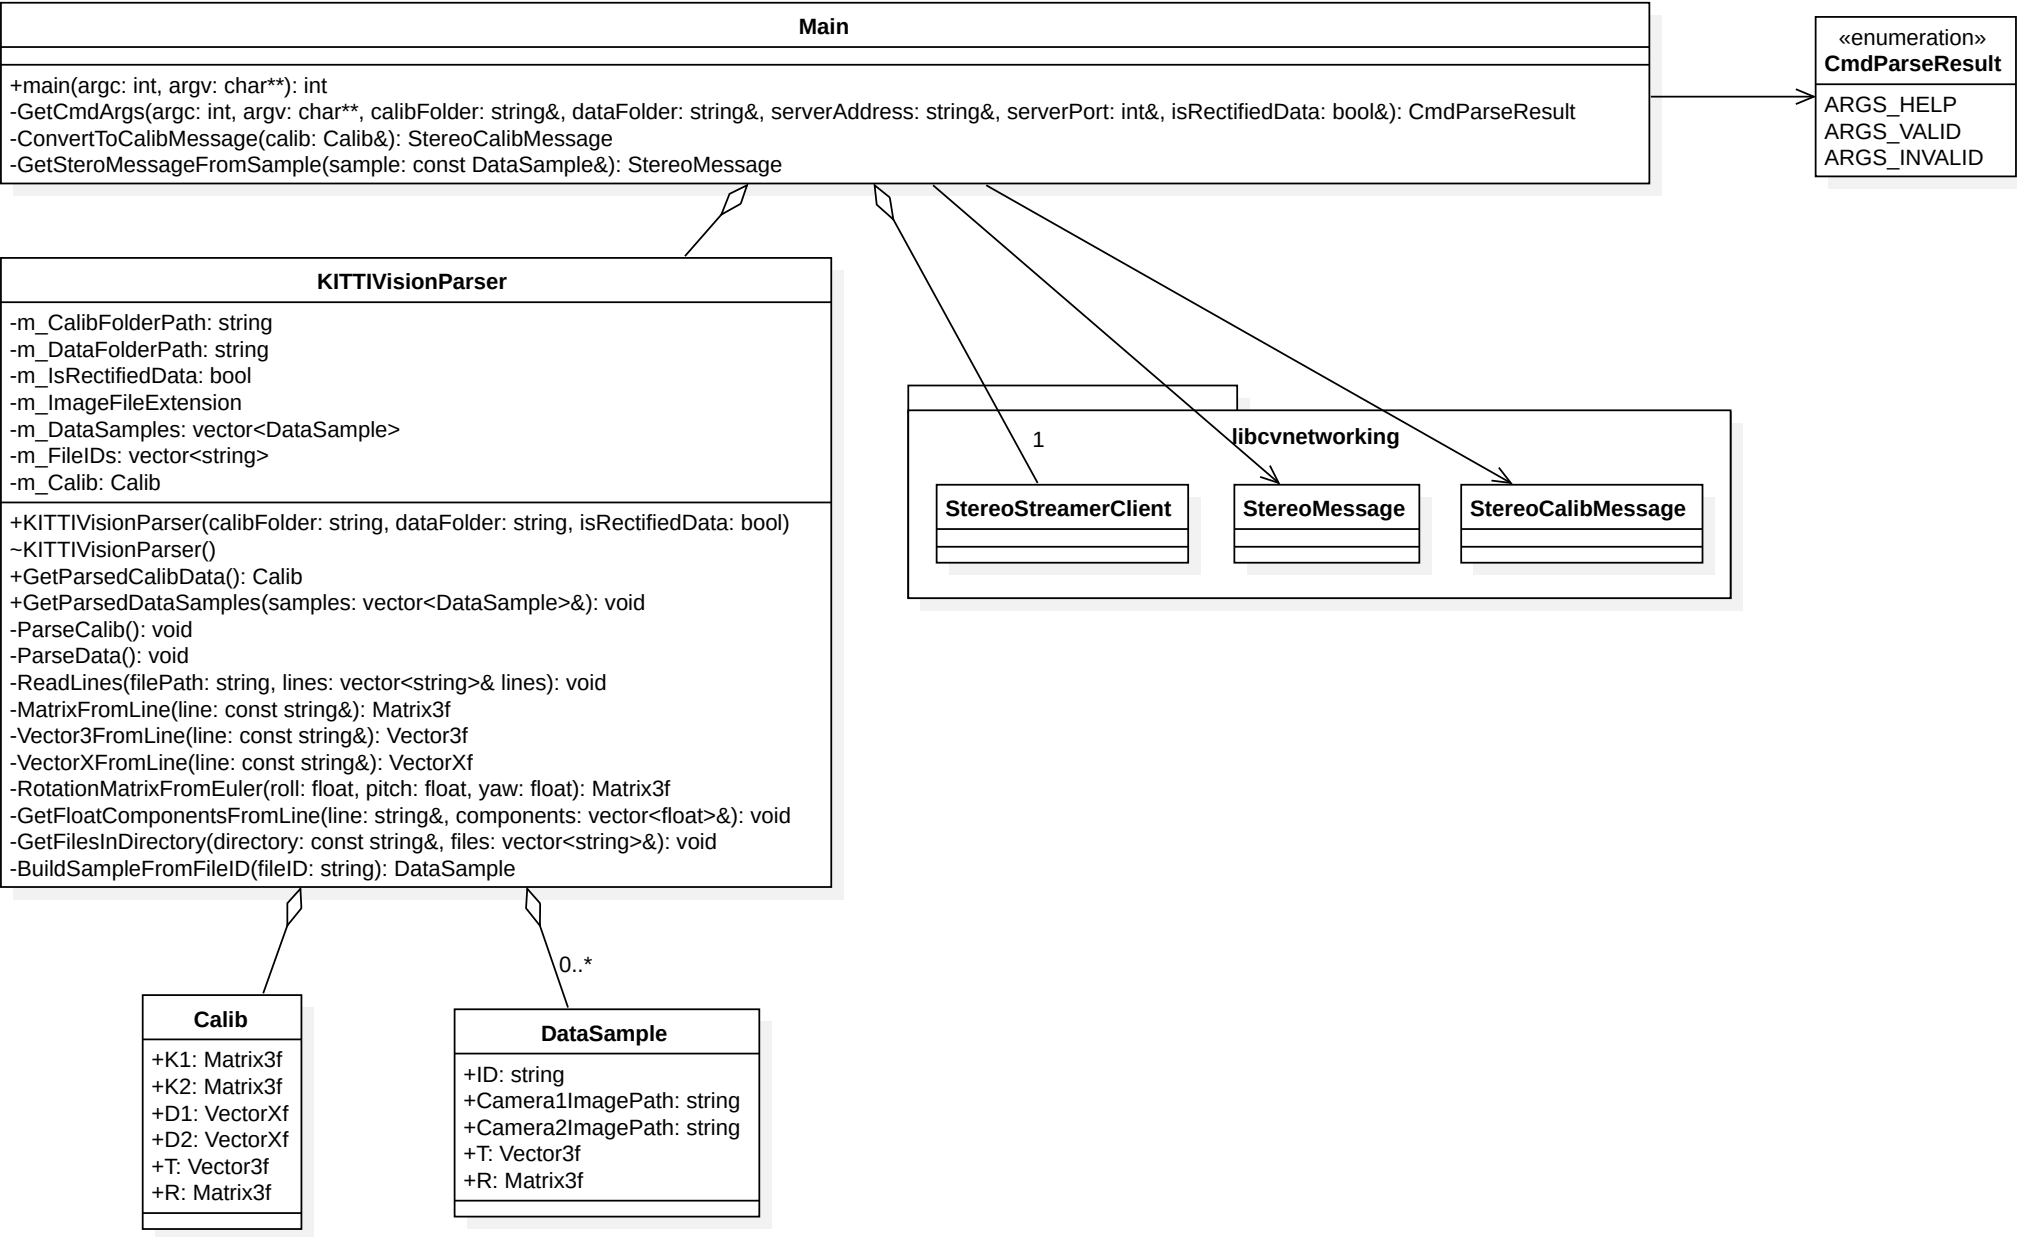 Main
+main(argc: int, argv: char**): int
-GetCmdArgs(argc: int, argv: char**, calibFolder: string&, dataFolder: string&, serverAddress: string&, serverPort: int&, isRectifiedData: bool&): CmdParseResult
-ConvertToCalibMessage(calib: Calib&): StereoCalibMessage
-GetSteroMessageFromSample(sample: const DataSample&): StereoMessage
«enumeration»
CmdParseResult
ARGS_HELP
ARGS_VALID
ARGS_INVALID
KITTIVisionParser
-m_CalibFolderPath: string
-m_DataFolderPath: string
-m_IsRectifiedData: bool
-m_ImageFileExtension
-m_DataSamples: vector<DataSample>
-m_FileIDs: vector<string>
-m_Calib: Calib
+KITTIVisionParser(calibFolder: string, dataFolder: string, isRectifiedData: bool)
~KITTIVisionParser()
+GetParsedCalibData(): Calib
+GetParsedDataSamples(samples: vector<DataSample>&): void
-ParseCalib(): void
-ParseData(): void
-ReadLines(filePath: string, lines: vector<string>& lines): void
-MatrixFromLine(line: const string&): Matrix3f
-Vector3FromLine(line: const string&): Vector3f
-VectorXFromLine(line: const string&): VectorXf
-RotationMatrixFromEuler(roll: float, pitch: float, yaw: float): Matrix3f
-GetFloatComponentsFromLine(line: string&, components: vector<float>&): void
-GetFilesInDirectory(directory: const string&, files: vector<string>&): void
-BuildSampleFromFileID(fileID: string): DataSample
libcvnetworking
1
StereoStreamerClient
StereoMessage
StereoCalibMessage
0..*
Calib
+K1: Matrix3f
+K2: Matrix3f
+D1: VectorXf
+D2: VectorXf
+T: Vector3f
+R: Matrix3f
DataSample
+ID: string
+Camera1ImagePath: string
+Camera2ImagePath: string
+T: Vector3f
+R: Matrix3f